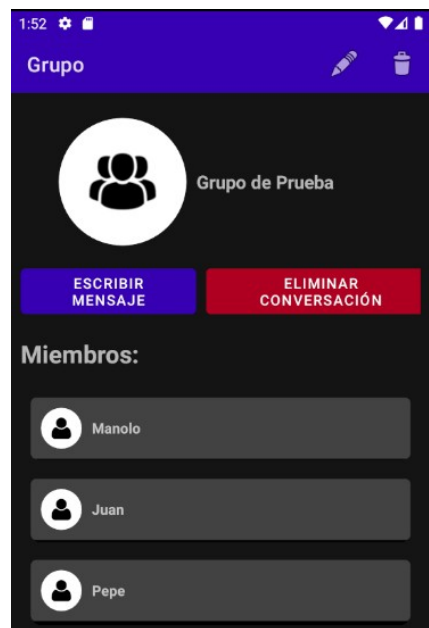 1:52
Grupo
Grupo de Prueba
ESCRIBIR
MENSAJE
ELIMINAR
CONVERSACIÓN
Miembros:
Manolo
Juan
Pepe